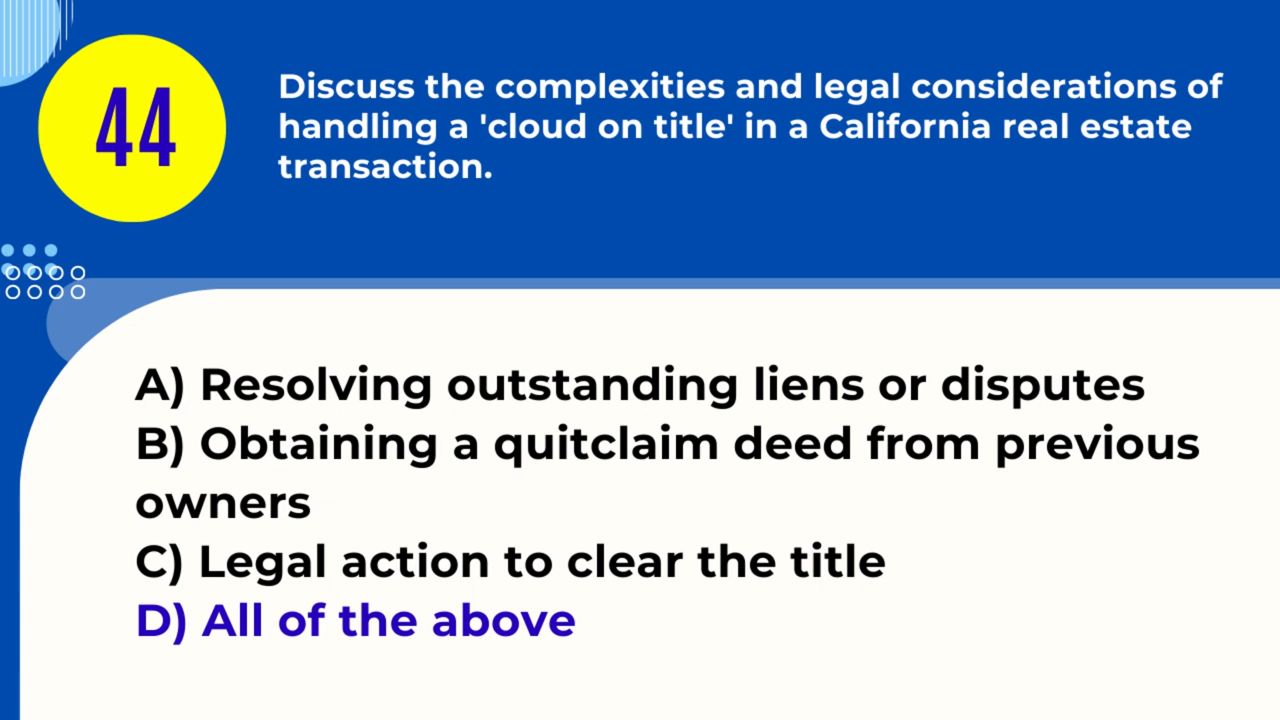 44
Discuss the complexities and legal considerations of
handling a 'cloud on title' in a California real estate
transaction.
A) Resolving outstanding liens or disputes
B) Obtaining a quitclaim deed from previous
owners
C) Legal action to clear the title
D) All of the above